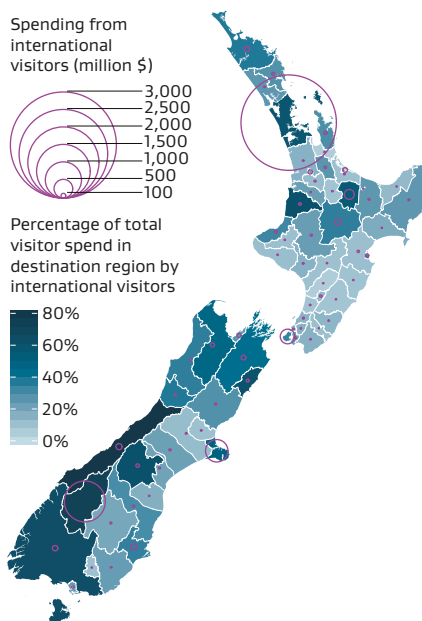 Spending from
international
visitors (million $)
3,000
2,500
2,000
1,500
1,000
500
100
Percentage of total
visitor spend in
destination region by
international visitors
80%
60%
40%
20%
0%